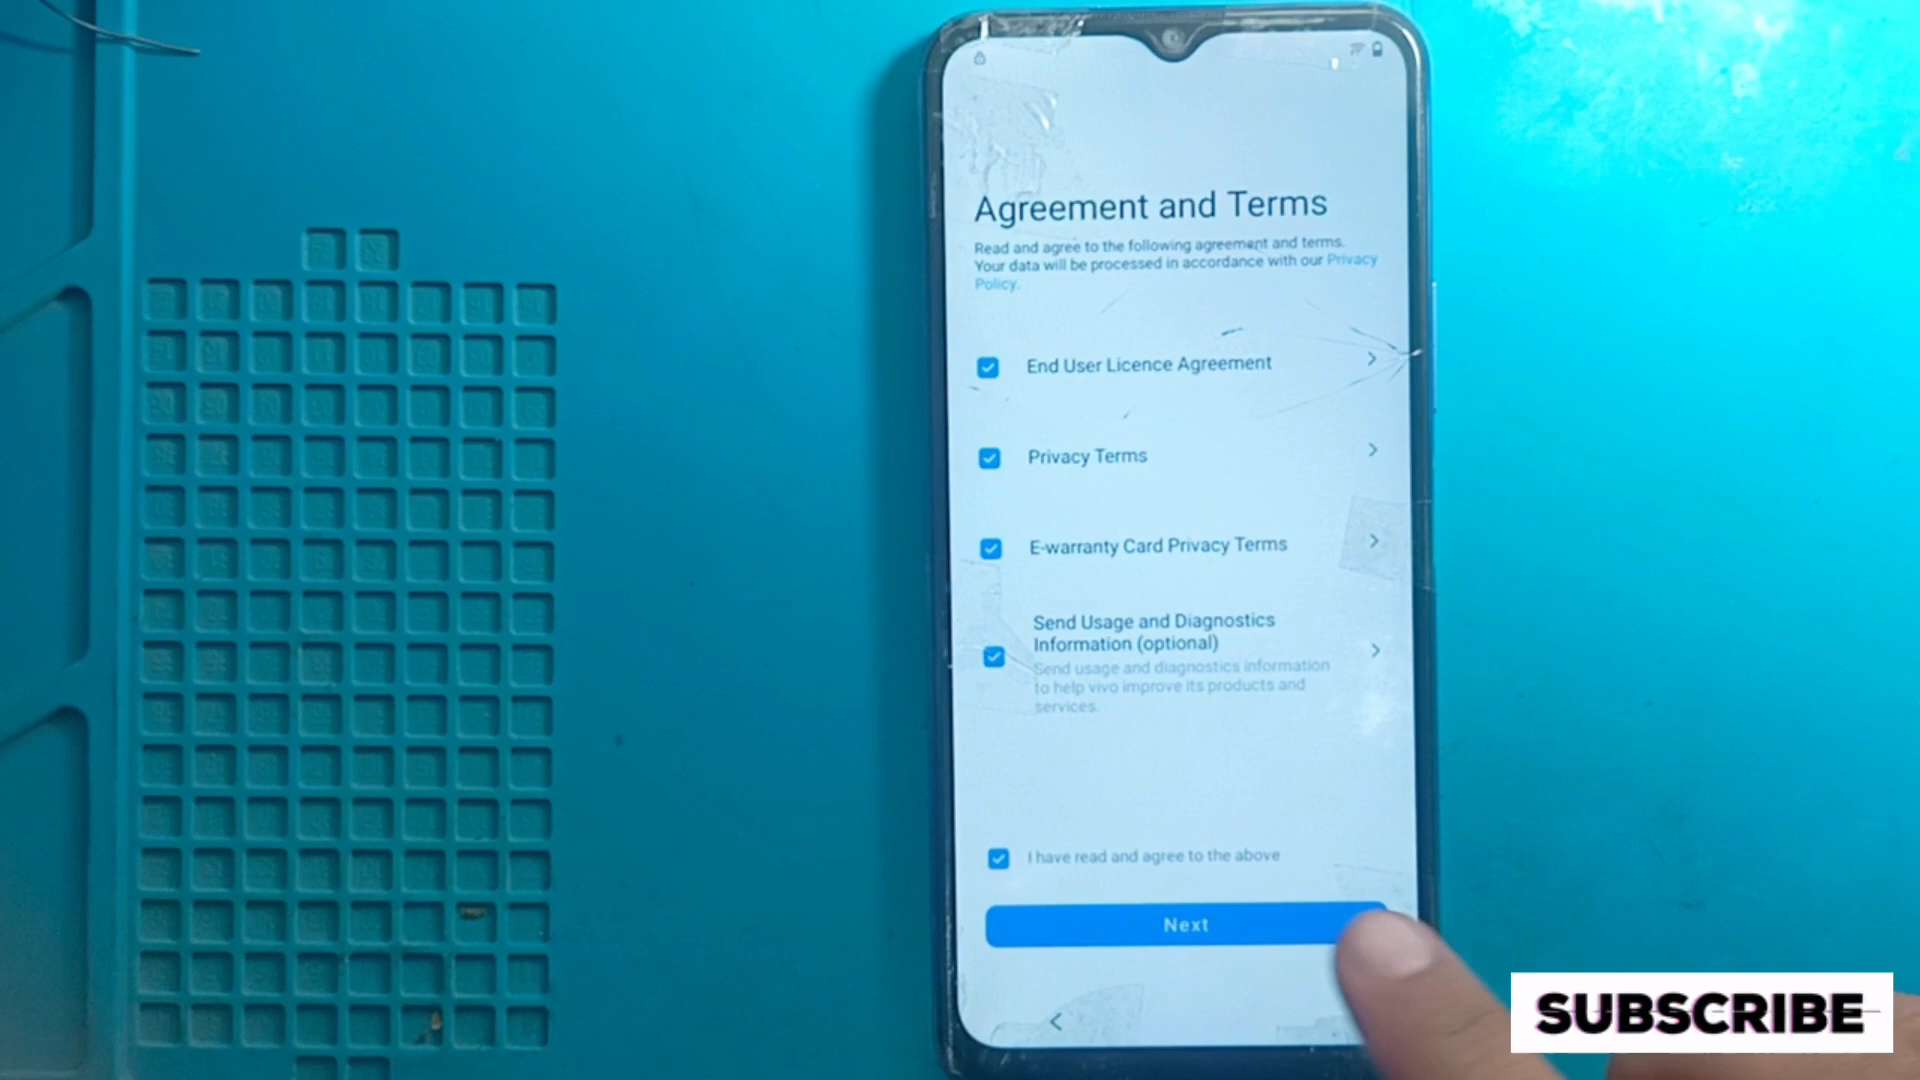 Agreement and Terms
Read and agree to the following agreement and terms.
Your data will be processed in accordance with our Privacy
Policy.
End User Licence Agreement
Privacy Terms
E-warranty Card Privacy Terms
Send Usage and Diagnostics
Information (optional)
Send usage and diagnostics information
to help vivo improve its products and
services.
I have read and agree to the above
Next
SUBSCRIBE